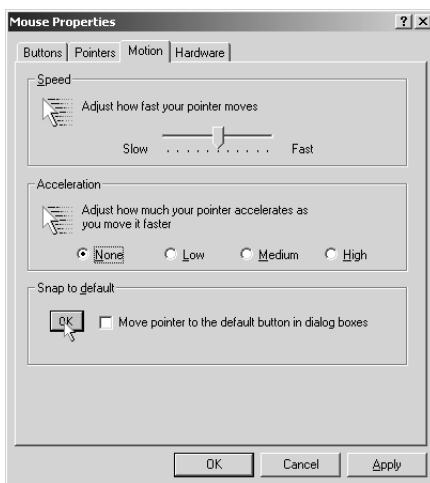 Mouse Properties
Buttons Pointers Motion Hardware
Speed
Adjust how fast your pointer moves
Slow Fast
Acceleration
Adjust how much your pointer accelerates as
you move it faster
None Low Medium High
Snap to default
OK Move pointer to the default button in dialog boxes
OK Cancel Apply